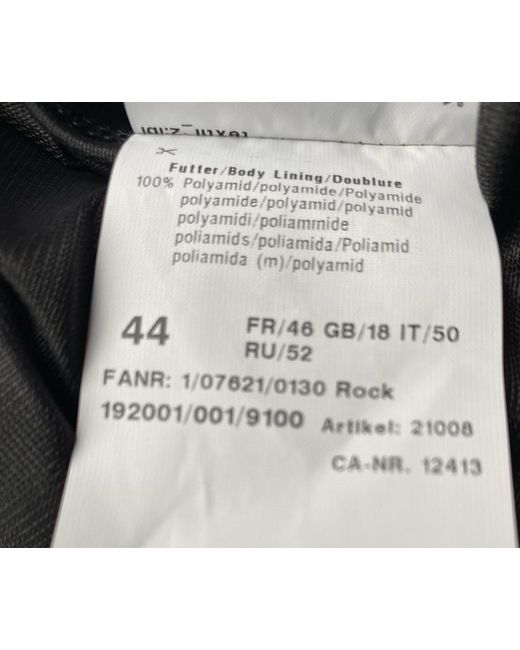 Futter/Body Lining/Doublure
100% Polyamid/polyamide/Polyamide
polyamide/polyamid/polyamid
polyamidi/poliammide
poliamids/poliamida/Poliamid
poliamida (m)/polyamid
44 FR/46 GB/18 IT/50
RU/52
FANR: 1/07621/0130 Rock
192001/001/9100 Artikel: 21008
CA-NR. 12413